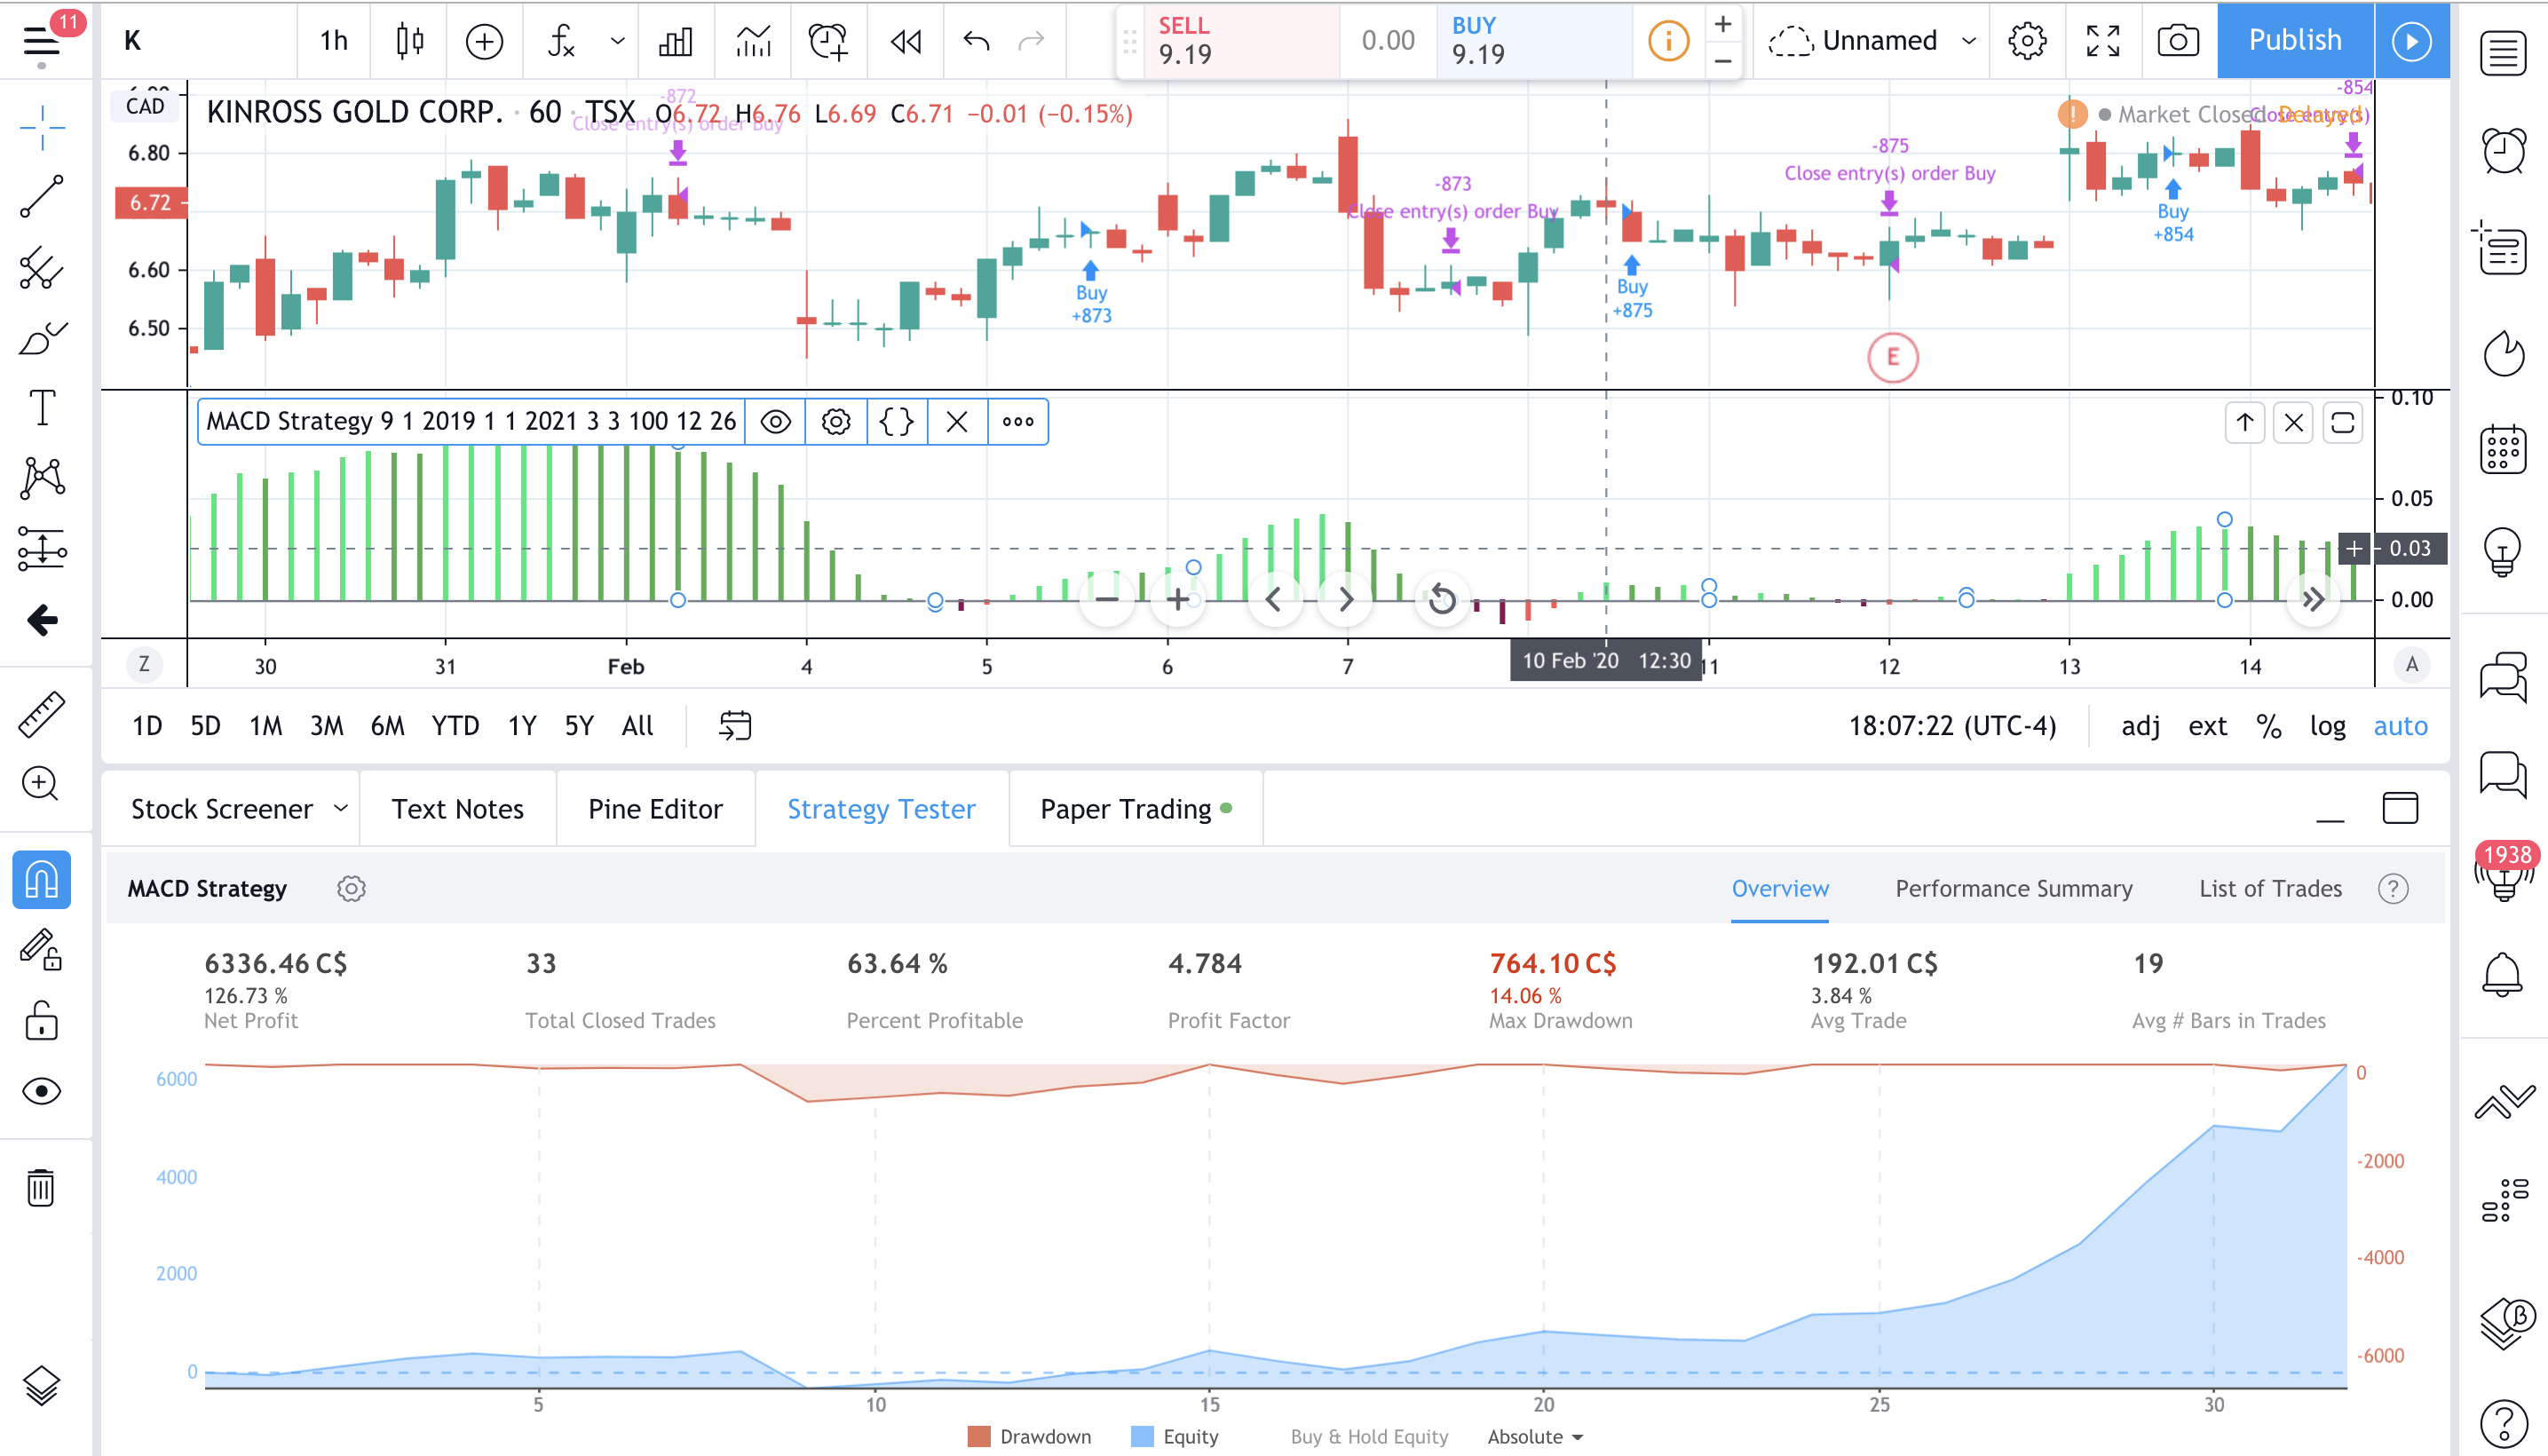 11
K
1h
SELL
9.19
0.00
BUY
9.19
Unnamed
Publish
CAD
KINROSS GOLD CORP. · 60 · TSX O6.72 H6.76 L6.69 C6.71 −0.01 (−0.15%)
Market Closed
Delayed
-872
Close entry(s) order Buy
-854
Close entry(s)
6.90
6.80
6.72
6.60
6.50
-873
Close entry(s) order Buy
-875
Close entry(s) order Buy
Buy
+873
Buy
+875
Buy
+854
E
MACD Strategy 9 1 2019 1 1 2021 3 3 100 12 26
0.10
0.05
0.03
0.00
Z
30
31
Feb
4
5
6
7
10 Feb '20 12:30
11
12
13
14
A
1D 5D 1M 3M 6M YTD 1Y 5Y All
18:07:22 (UTC-4)
adj ext % log auto
Stock Screener
Text Notes
Pine Editor
Strategy Tester
Paper Trading
1938
MACD Strategy
Overview
Performance Summary
List of Trades
?
6336.46 C$
126.73 %
Net Profit
33
Total Closed Trades
63.64 %
Percent Profitable
4.784
Profit Factor
764.10 C$
14.06 %
Max Drawdown
192.01 C$
3.84 %
Avg Trade
19
Avg # Bars in Trades
6000
4000
2000
0
0
-2000
-4000
-6000
5
10
15
20
25
30
Drawdown
Equity
Buy & Hold Equity
Absolute
β
?